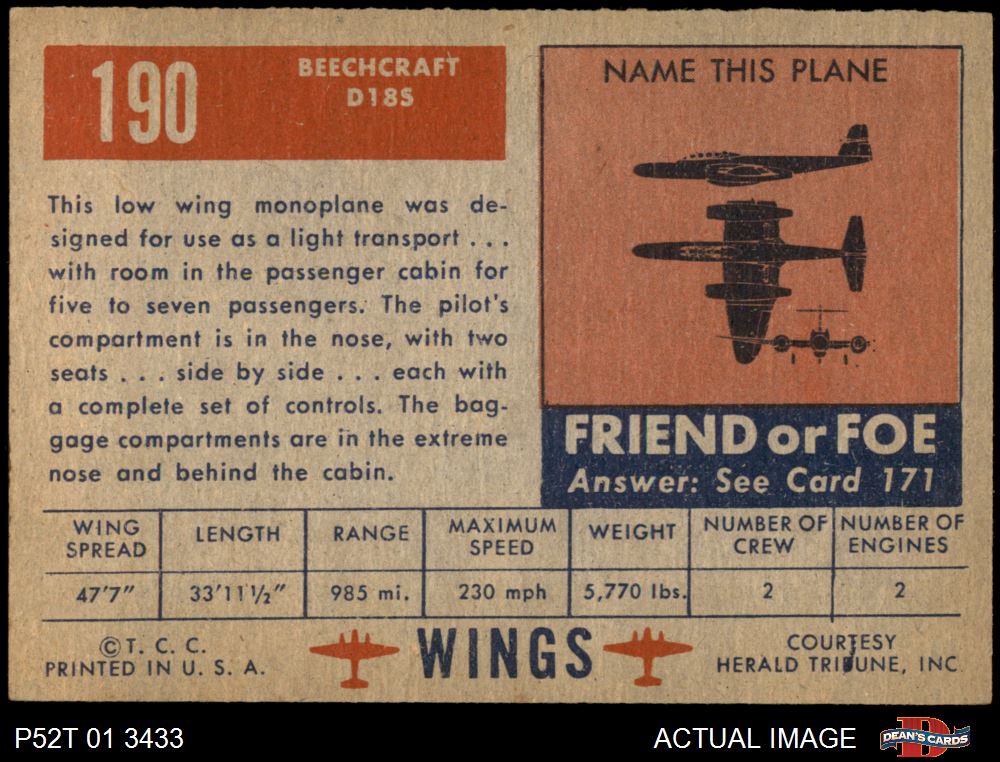 190
BEECHCRAFT
D18S
This low wing monoplane was de-
signed for use as a light transport . . .
with room in the passenger cabin for
five to seven passengers. The pilot's
compartment is in the nose, with two
seats . . . side by side . . . each with
a complete set of controls. The bag-
gage compartments are in the extreme
nose and behind the cabin.
NAME THIS PLANE
FRIEND or FOE
Answer: See Card 171
WING SPREAD LENGTH RANGE MAXIMUM SPEED WEIGHT NUMBER OF CREW NUMBER OF ENGINES
47'7" 33'11½" 985 mi. 230 mph 5,770 lbs. 2 2
©T. C. C.
PRINTED IN U. S. A.
WINGS
COURTESY
HERALD TRIBUNE, INC
P52T 01 3433
ACTUAL IMAGE
D
DEAN'S CARDS